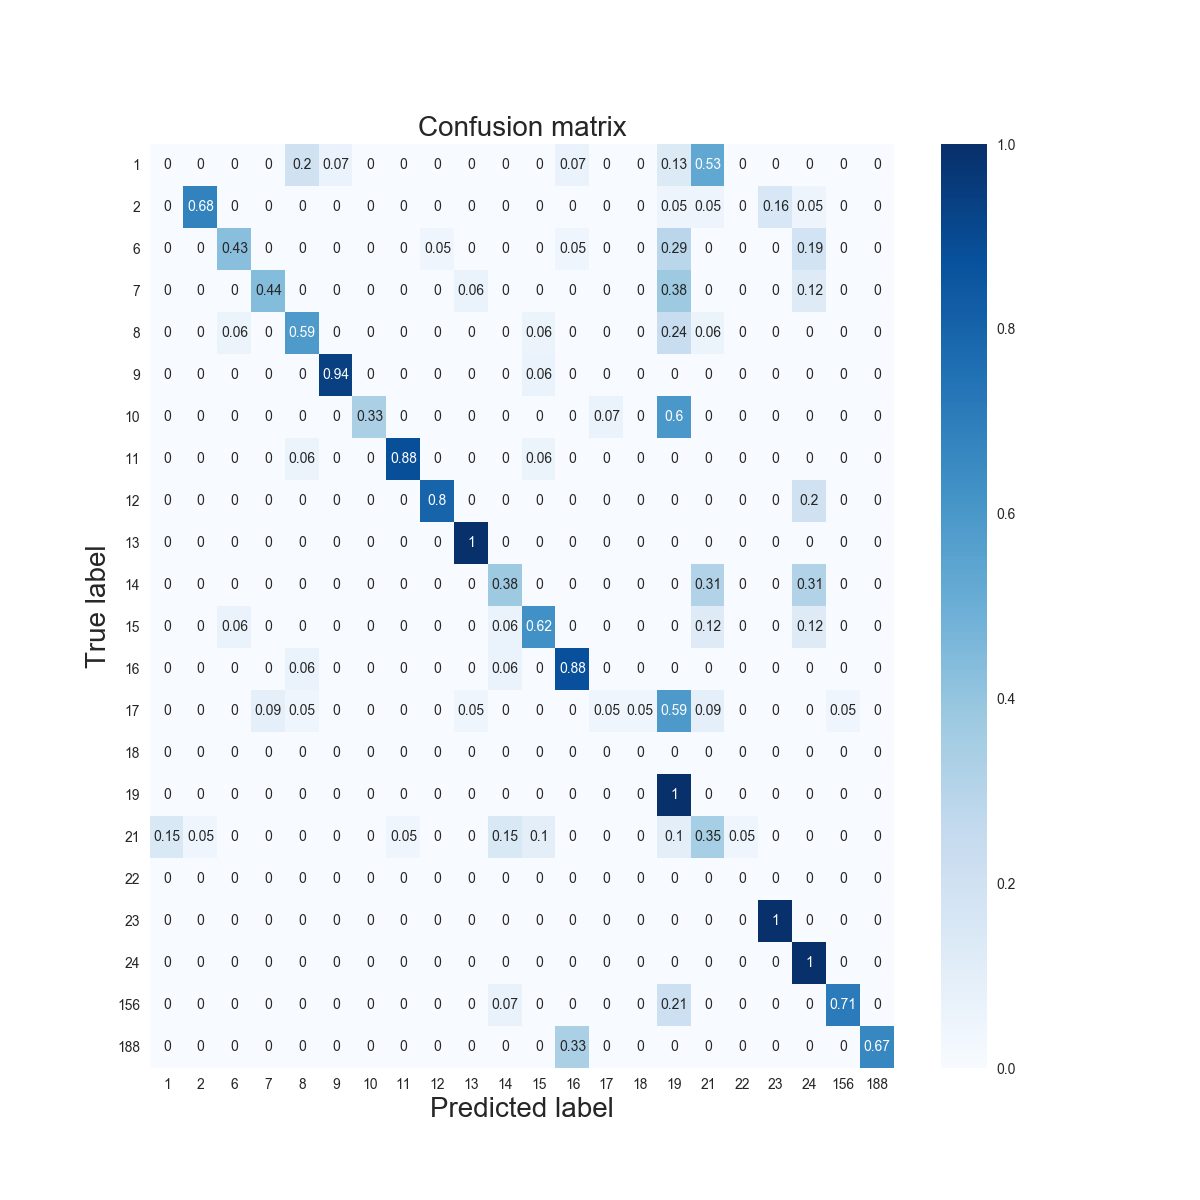 Confusion matrix
1 0 0 0 0 0.2 0.07 0 0 0 0 0 0 0.07 0 0 0.13 0.53 0 0 0 0 0 1.0
2 0 0.68 0 0 0 0 0 0 0 0 0 0 0 0 0 0.05 0.05 0 0.16 0.05 0 0
6 0 0 0.43 0 0 0 0 0 0.05 0 0 0 0.05 0 0 0.29 0 0 0 0.19 0 0
7 0 0 0 0.44 0 0 0 0 0 0.06 0 0 0 0 0 0.38 0 0 0 0.12 0 0
8 0 0 0.06 0 0.59 0 0 0 0 0 0 0.06 0 0 0 0.24 0.06 0 0 0 0 0 0.8
9 0 0 0 0 0 0.94 0 0 0 0 0 0.06 0 0 0 0 0 0 0 0 0 0
10 0 0 0 0 0 0 0.33 0 0 0 0 0 0 0.07 0 0.6 0 0 0 0 0 0
11 0 0 0 0 0.06 0 0 0.88 0 0 0 0.06 0 0 0 0 0 0 0 0 0 0
12 0 0 0 0 0 0 0 0 0.8 0 0 0 0 0 0 0 0 0 0 0.2 0 0 0.6
13 0 0 0 0 0 0 0 0 0 1 0 0 0 0 0 0 0 0 0 0 0 0
14 0 0 0 0 0 0 0 0 0 0 0.38 0 0 0 0 0 0.31 0 0 0.31 0 0
15 0 0 0.06 0 0 0 0 0 0 0 0.06 0.62 0 0 0 0 0.12 0 0 0.12 0 0
16 0 0 0 0 0.06 0 0 0 0 0 0.06 0 0.88 0 0 0 0 0 0 0 0 0
17 0 0 0 0.09 0.05 0 0 0 0 0.05 0 0 0 0.05 0.05 0.59 0.09 0 0 0 0.05 0 0.4
18 0 0 0 0 0 0 0 0 0 0 0 0 0 0 0 0 0 0 0 0 0 0
19 0 0 0 0 0 0 0 0 0 0 0 0 0 0 0 1 0 0 0 0 0 0
21 0.15 0.05 0 0 0 0 0 0.05 0 0 0.15 0.1 0 0 0 0.1 0.35 0.05 0 0 0 0
22 0 0 0 0 0 0 0 0 0 0 0 0 0 0 0 0 0 0 0 0 0 0 0.2
23 0 0 0 0 0 0 0 0 0 0 0 0 0 0 0 0 0 0 1 0 0 0
24 0 0 0 0 0 0 0 0 0 0 0 0 0 0 0 0 0 0 0 1 0 0
156 0 0 0 0 0 0 0 0 0 0 0.07 0 0 0 0 0.21 0 0 0 0 0.71 0
188 0 0 0 0 0 0 0 0 0 0 0 0 0.33 0 0 0 0 0 0 0 0 0.67 0.0
1 2 6 7 8 9 10 11 12 13 14 15 16 17 18 19 21 22 23 24 156 188
True label
Predicted label